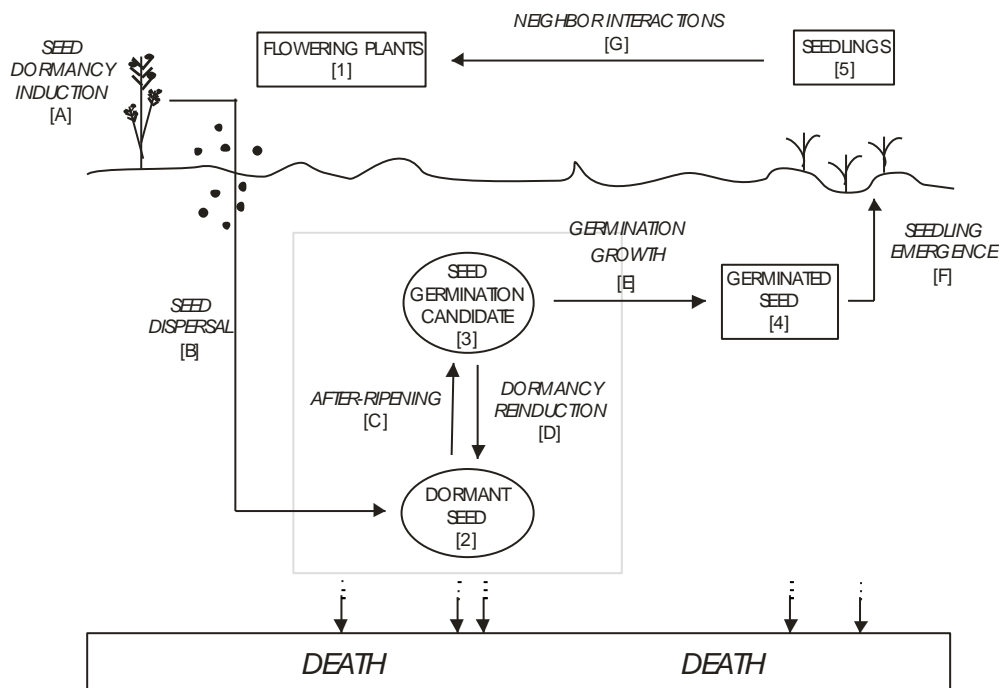 NEIGHBOR INTERACTIONS
[G]
SEED
DORMANCY
INDUCTION
[A]
FLOWERING PLANTS
[1]
SEEDLINGS
[5]
GERMINATION
GROWTH
[E]
SEEDLING
EMERGENCE
[F]
SEED
GERMINATION
CANDIDATE
[3]
GERMINATED
SEED
[4]
SEED
DISPERSAL
[B]
AFTER-RIPENING
[C]
DORMANCY
REINDUCTION
[D]
DORMANT
SEED
[2]
DEATH
DEATH